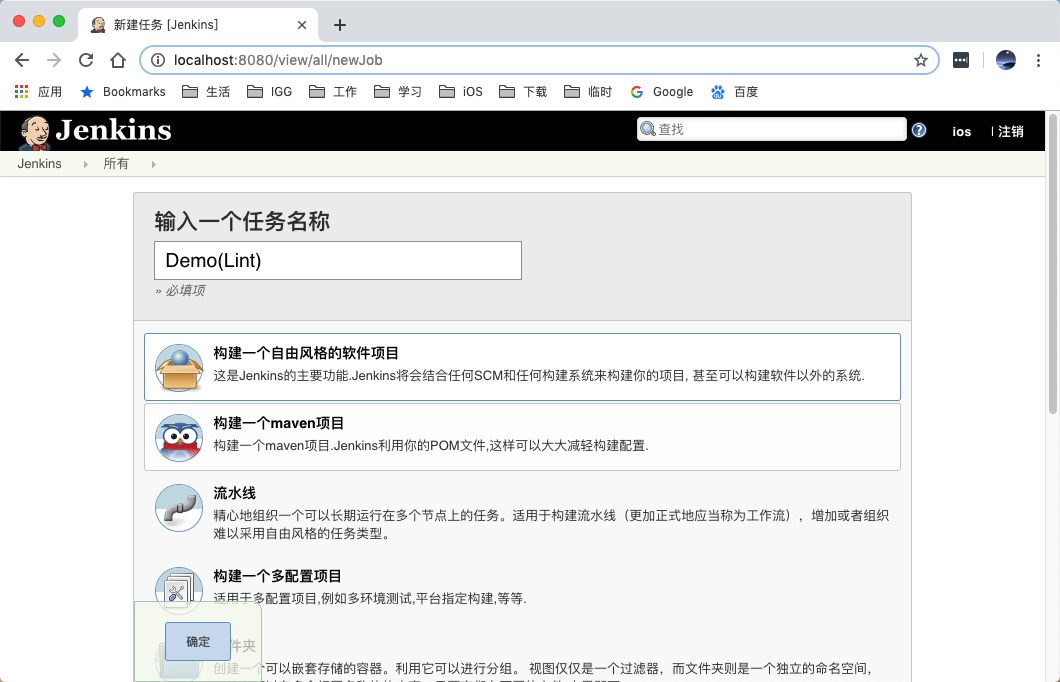 新建任务 [Jenkins]
localhost:8080/view/all/newJob
应用 Bookmarks 生活 IGG 工作 学习 iOS 下载 临时 Google 百度
Jenkins 查找 ios | 注销
Jenkins 所有
输入一个任务名称
Demo(Lint)
» 必填项
构建一个自由风格的软件项目
这是Jenkins的主要功能.Jenkins将会结合任何SCM和任何构建系统来构建你的项目, 甚至可以构建软件以外的系统.
构建一个maven项目
构建一个maven项目.Jenkins利用你的POM文件,这样可以大大减轻构建配置.
流水线
精心地组织一个可以长期运行在多个节点上的任务。适用于构建流水线（更加正式地应当称为工作流），增加或者组织
难以采用自由风格的任务类型。
构建一个多配置项目
适用于多配置项目,例如多环境测试,平台指定构建,等等.
确定 件夹
创建一个可以嵌套存储的容器。利用它可以进行分组。 视图仅仅是一个过滤器，而文件夹则是一个独立的命名空间，